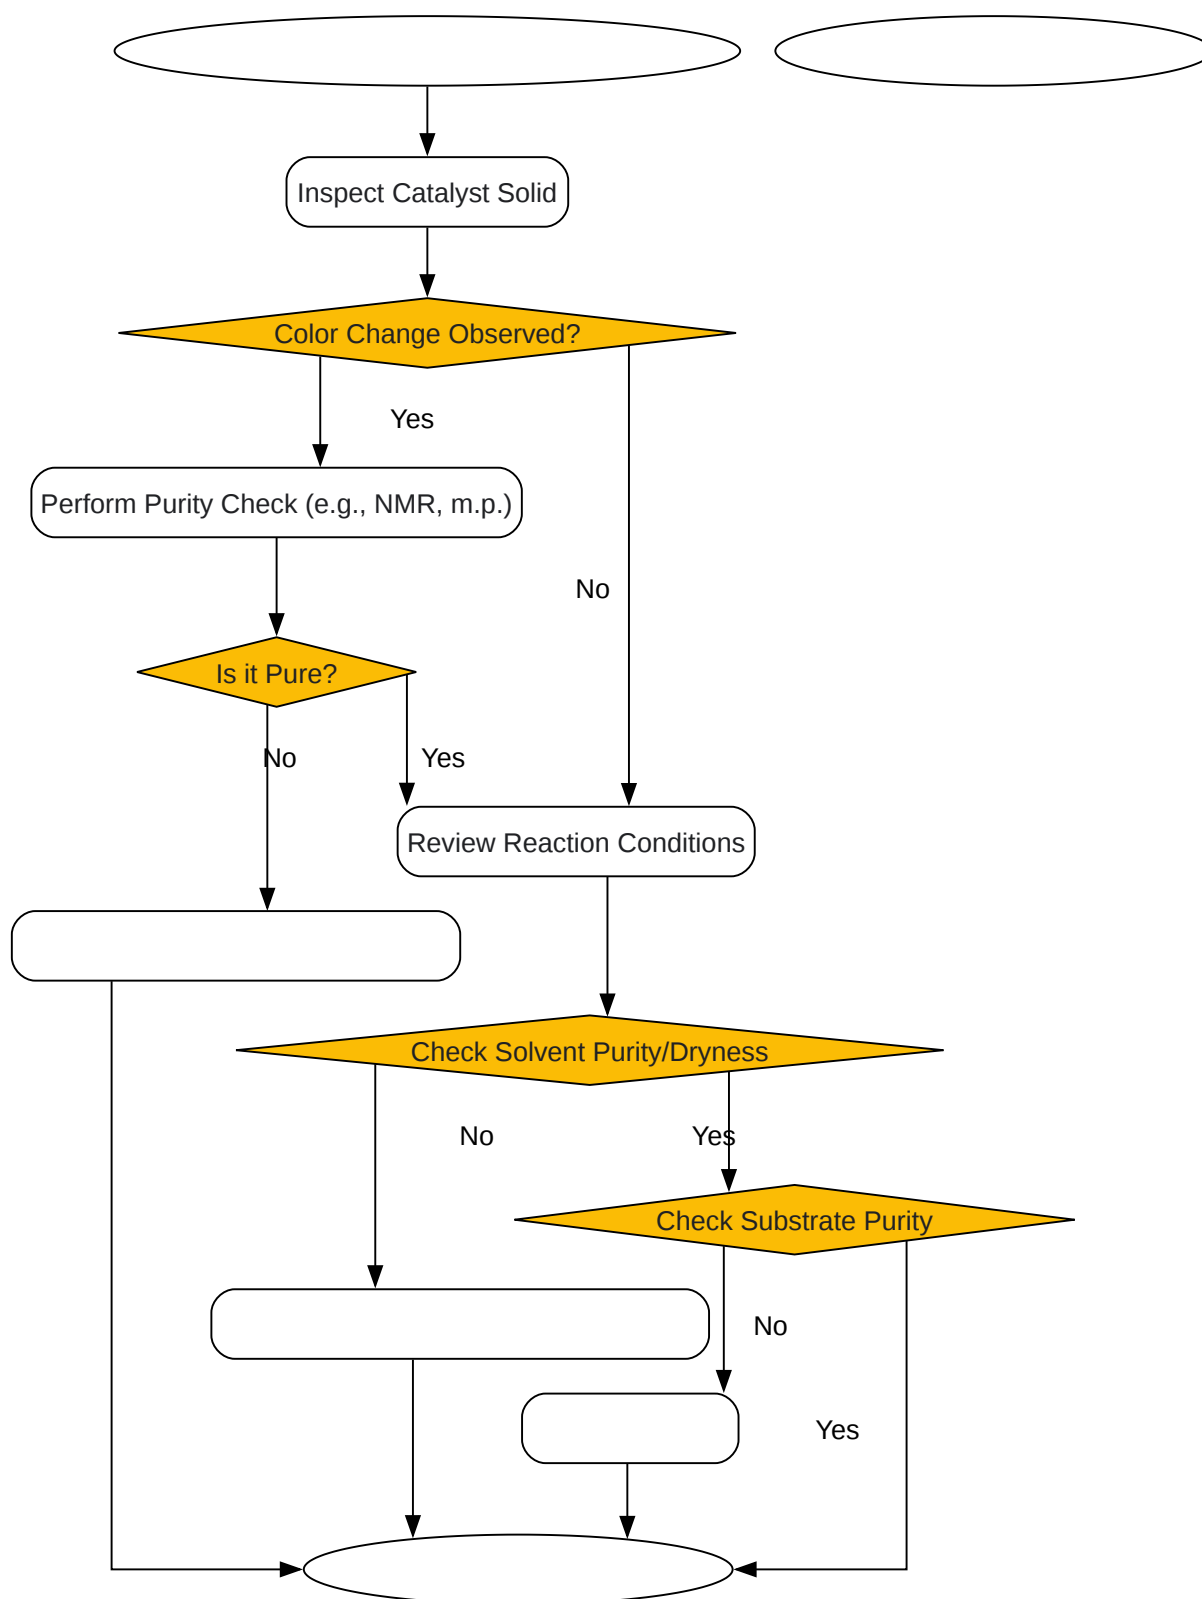 Inspect Catalyst Solid
Color Change Observed?
Yes
Perform Purity Check (e.g., NMR, m.p.)
No
Is it Pure?
No
Yes
Review Reaction Conditions
Check Solvent Purity/Dryness
No
Yes
Check Substrate Purity
No
Yes